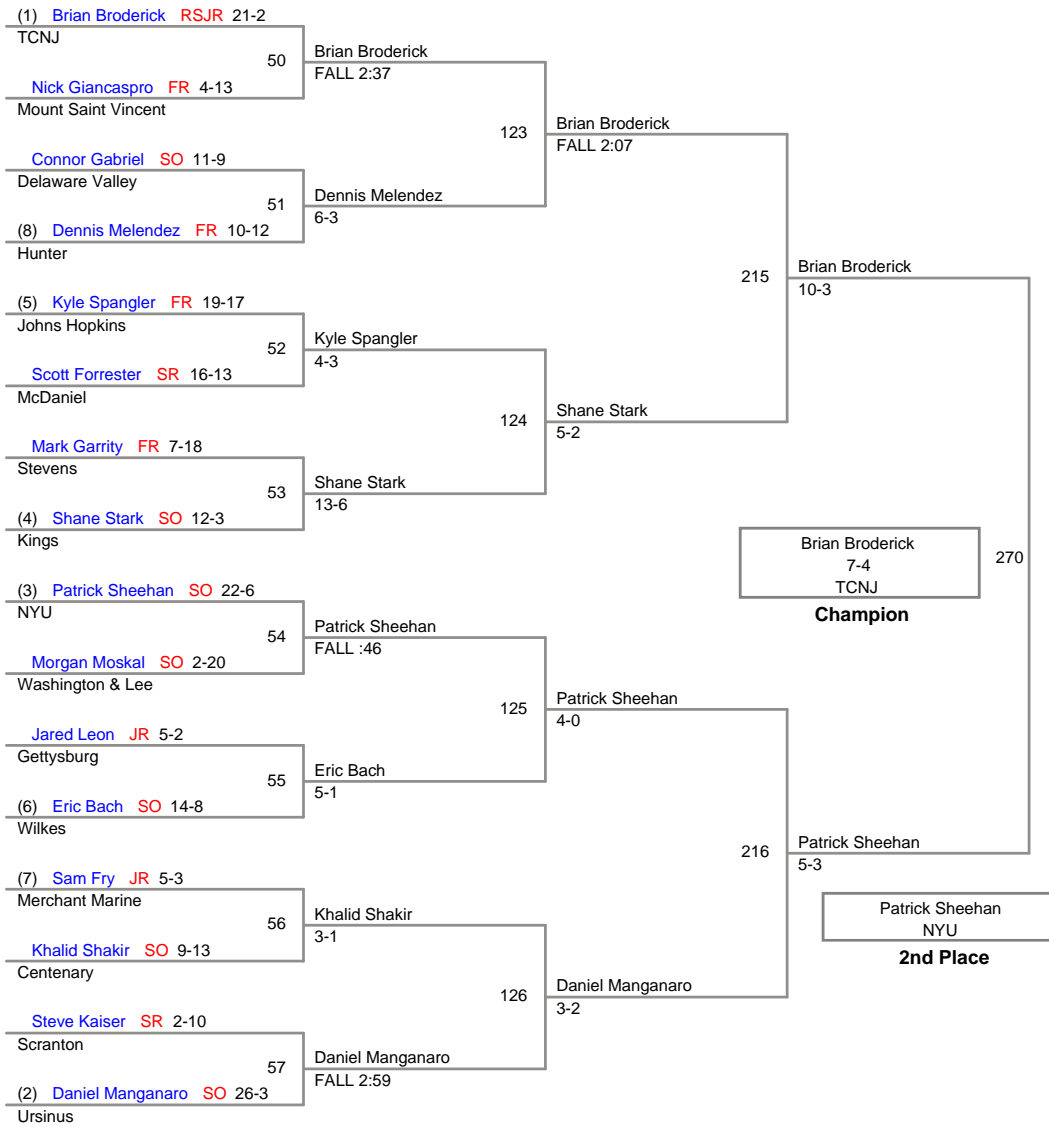 (1) Brian Broderick RSJR 21-2
TCNJ
50
Nick Giancaspro FR 4-13
Mount Saint Vincent
Connor Gabriel SO 11-9
Delaware Valley
51
(8) Dennis Melendez FR 10-12
Hunter
(5) Kyle Spangler FR 19-17
Johns Hopkins
52
Scott Forrester SR 16-13
McDaniel
Mark Garrity FR 7-18
Stevens
53
(4) Shane Stark SO 12-3
Kings
(3) Patrick Sheehan SO 22-6
NYU
54
Morgan Moskal SO 2-20
Washington & Lee
Jared Leon JR 5-2
Gettysburg
55
(6) Eric Bach SO 14-8
Wilkes
(7) Sam Fry JR 5-3
Merchant Marine
56
Khalid Shakir SO 9-13
Centenary
Steve Kaiser SR 2-10
Scranton
57
(2) Daniel Manganaro SO 26-3
Ursinus
Brian Broderick
FALL 2:37
123
Dennis Melendez
6-3
Kyle Spangler
4-3
124
Shane Stark
13-6
Patrick Sheehan
FALL :46
125
Eric Bach
5-1
Khalid Shakir
3-1
126
Daniel Manganaro
FALL 2:59
Brian Broderick
FALL 2:07
215
Shane Stark
5-2
Patrick Sheehan
4-0
216
Daniel Manganaro
3-2
Brian Broderick
10-3
270
Patrick Sheehan
5-3
Brian Broderick
7-4
TCNJ
Champion
Patrick Sheehan
NYU
2nd Place